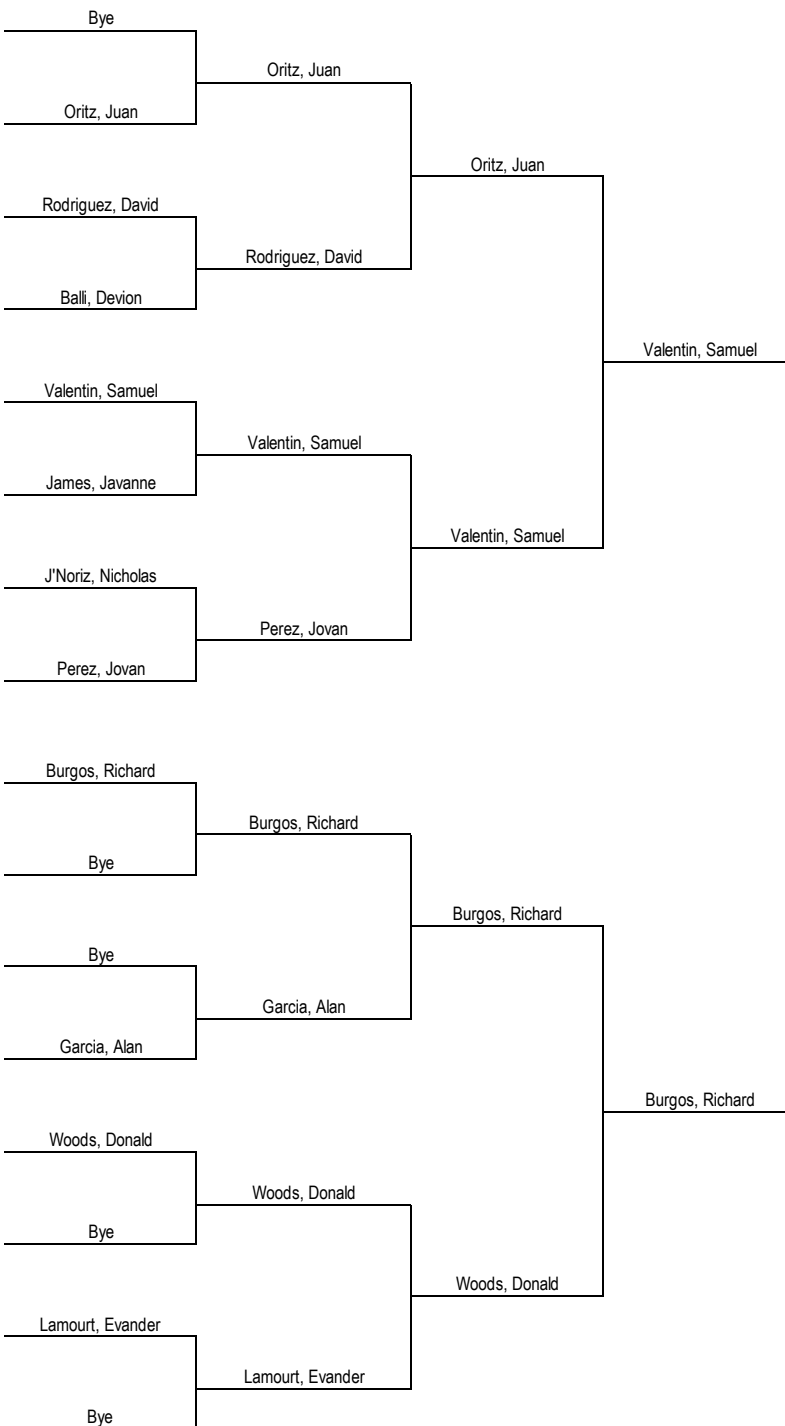 Bye
Oritz, Juan
Oritz, Juan
Oritz, Juan
Rodriguez, David
Rodriguez, David
Balli, Devion
Valentin, Samuel
Valentin, Samuel
Valentin, Samuel
James, Javanne
Valentin, Samuel
J'Noriz, Nicholas
Perez, Jovan
Perez, Jovan
Burgos, Richard
Burgos, Richard
Bye
Burgos, Richard
Bye
Garcia, Alan
Garcia, Alan
Burgos, Richard
Woods, Donald
Woods, Donald
Bye
Woods, Donald
Lamourt, Evander
Lamourt, Evander
Bye